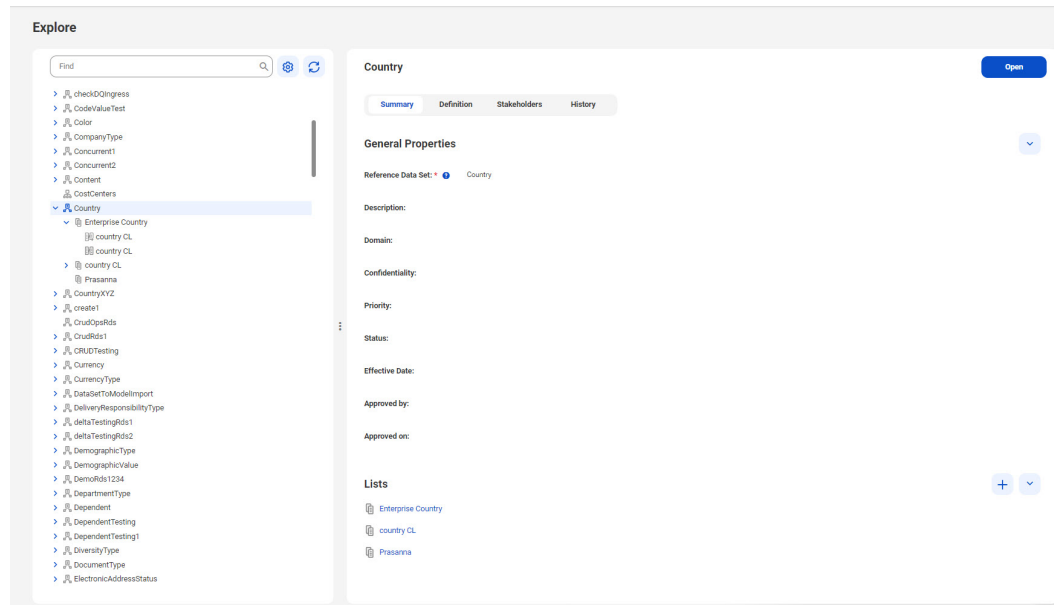 Explore
Find
checkDQIngress
CodeValueTest
Color
CompanyType
Concurrent1
Concurrent2
Content
CostCenters
Country
Enterprise Country
country CL
country CL
country CL
Prasanna
CountryXYZ
create1
CrudOpsRds
CrudRds1
CRUDTesting
Currency
CurrencyType
DataSetToModelImport
DeliveryResponsibilityType
deltaTestingRds1
deltaTestingRds2
DemographicType
DemographicValue
DemoRds1234
DepartmentType
Dependent
DependentTesting
DependentTesting1
DiversityType
DocumentType
ElectronicAddressStatus
Country
Open
Summary Definition Stakeholders History
General Properties
Reference Data Set: * ? Country
Description:
Domain:
Confidentiality:
Priority:
Status:
Effective Date:
Approved by:
Approved on:
Lists
Enterprise Country
country CL
Prasanna